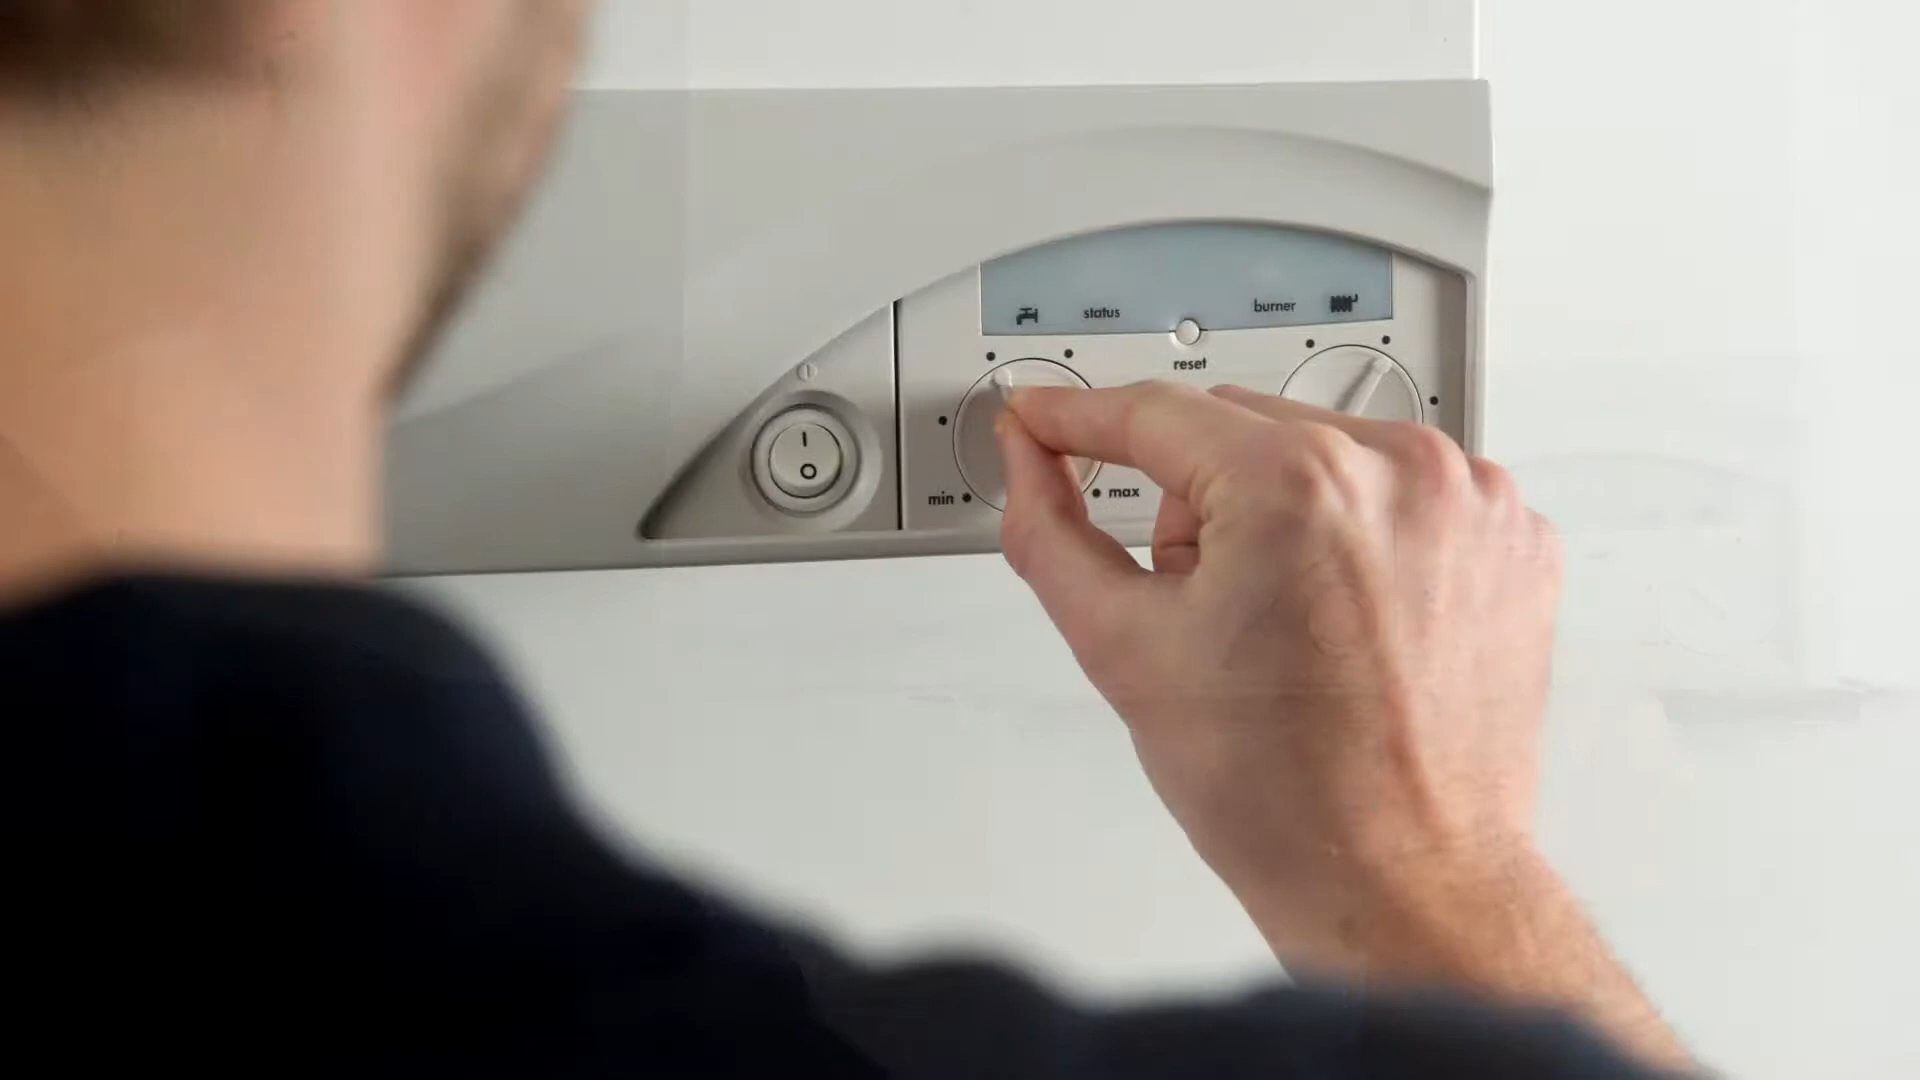 status
burner
reset
I
O
min
max